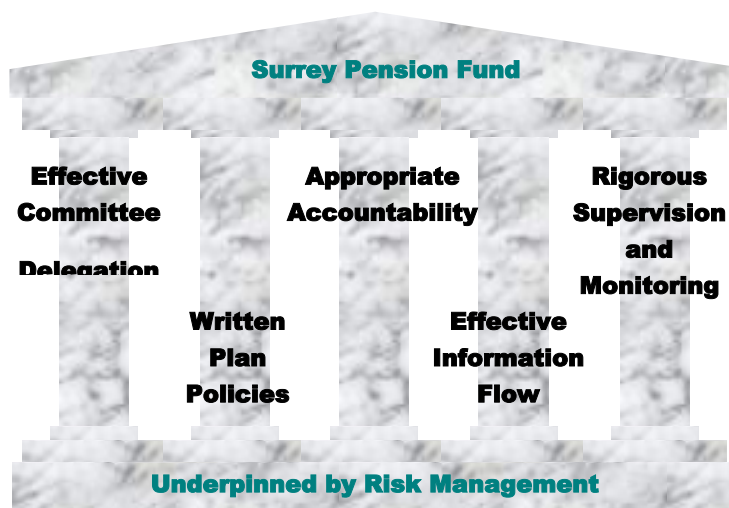 Surrey Pension Fund
Effective
Committee
Delegation
Written
Plan
Policies
Appropriate
Accountability
Effective
Information
Flow
Rigorous
Supervision
and
Monitoring
Underpinned by Risk Management